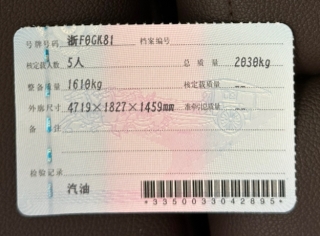 号牌号码 浙F0GK81 档案编号
核定载人数 5人 总质量 2030kg
整备质量 1610kg 核定载质量 --
外廓尺寸 4719×1827×1459mm 准牵引总质量 --
备注
检验记录
汽油
*3350033042895*